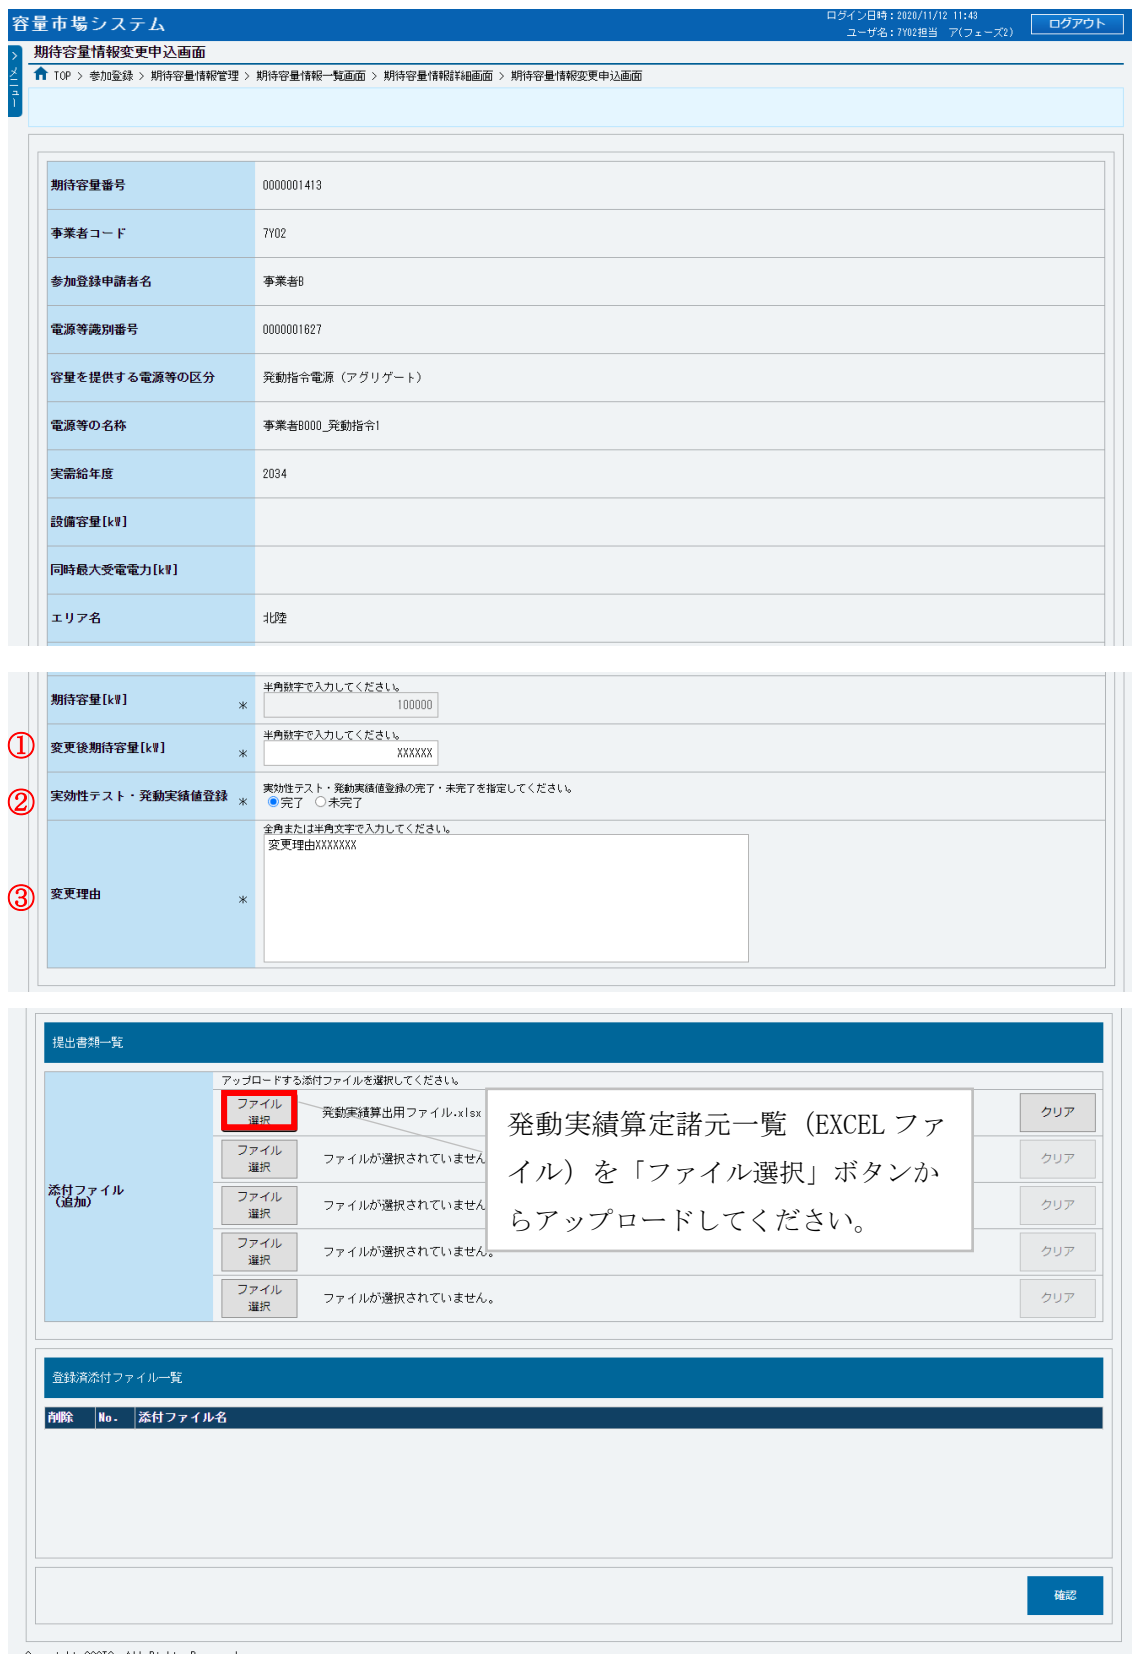 容量市場システム
ログイン日時：2020/11/12 11:43
ユーザ名：7Y02担当　ア(フェーズ2)
ログアウト
> メニュー
期待容量情報変更申込画面
TOP > 参加登録 > 期待容量情報管理 > 期待容量情報一覧画面 > 期待容量情報詳細画面 > 期待容量情報変更申込画面
期待容量番号 0000001413
事業者コード 7Y02
参加登録申請者名 事業者B
電源等識別番号 0000001627
容量を提供する電源等の区分 発動指令電源（アグリゲート）
電源等の名称 事業者B000_発動指令1
実需給年度 2034
設備容量[kW]
同時最大受電電力[kW]
エリア名 北陸
半角数字で入力してください。
期待容量[kW] * 100000
半角数字で入力してください。
① 変更後期待容量[kW] * XXXXXX
実効性テスト・発動実績値登録の完了・未完了を指定してください。
② 実効性テスト・発動実績値登録 * 完了 未完了
全角または半角文字で入力してください。
変更理由XXXXXXX
③ 変更理由 *
提出書類一覧
アップロードする添付ファイルを選択してください。
添付ファイル
（追加）
ファイル
選択
発動実績算出用ファイル.xlsx
クリア
ファイル
選択
ファイルが選択されていません
クリア
ファイル
選択
ファイルが選択されていません
クリア
ファイル
選択
ファイルが選択されていません。
クリア
ファイル
選択
ファイルが選択されていません。
クリア
発動実績算定諸元一覧（EXCEL ファ
イル）を「ファイル選択」ボタンか
らアップロードしてください。
登録済添付ファイル一覧
削除 No. 添付ファイル名
確認